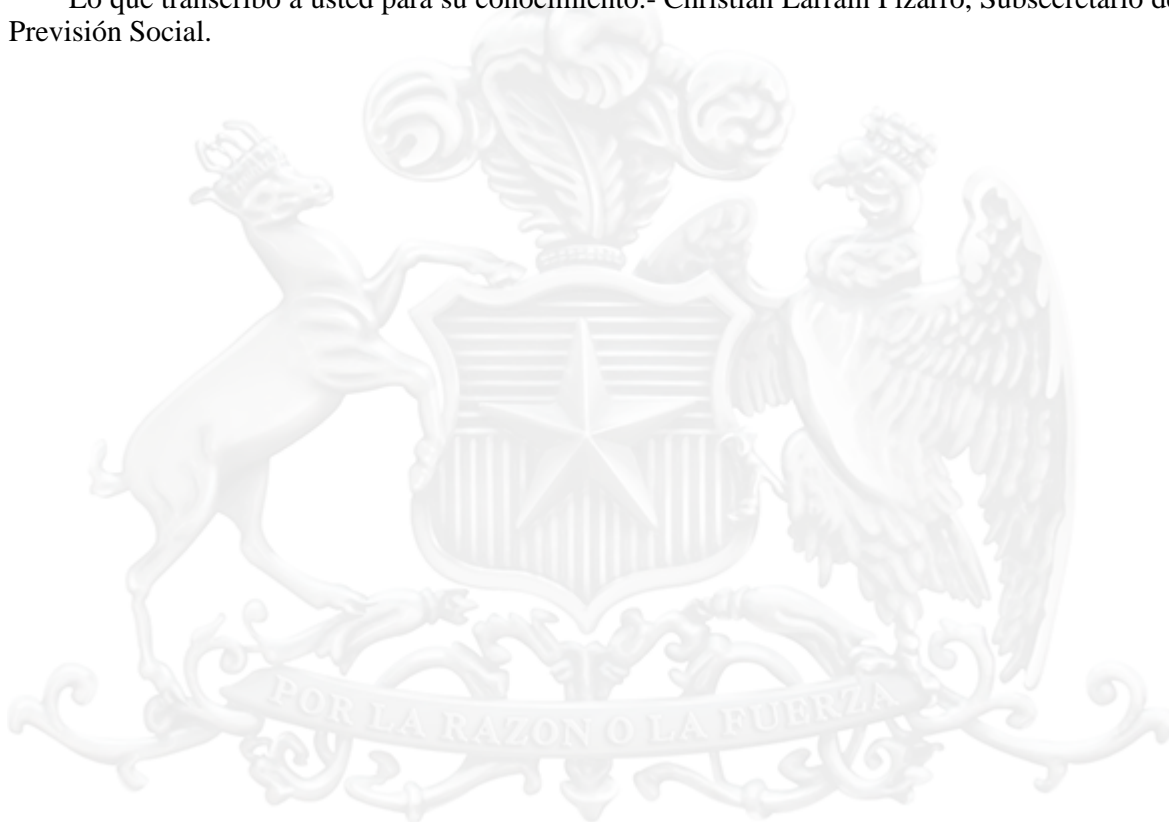 Lo que transcribo a usted para su conocimiento.- Christian Larraín Pizarro, Subsecretario de
Previsión Social.
POR LA RAZON O LA FUERZA